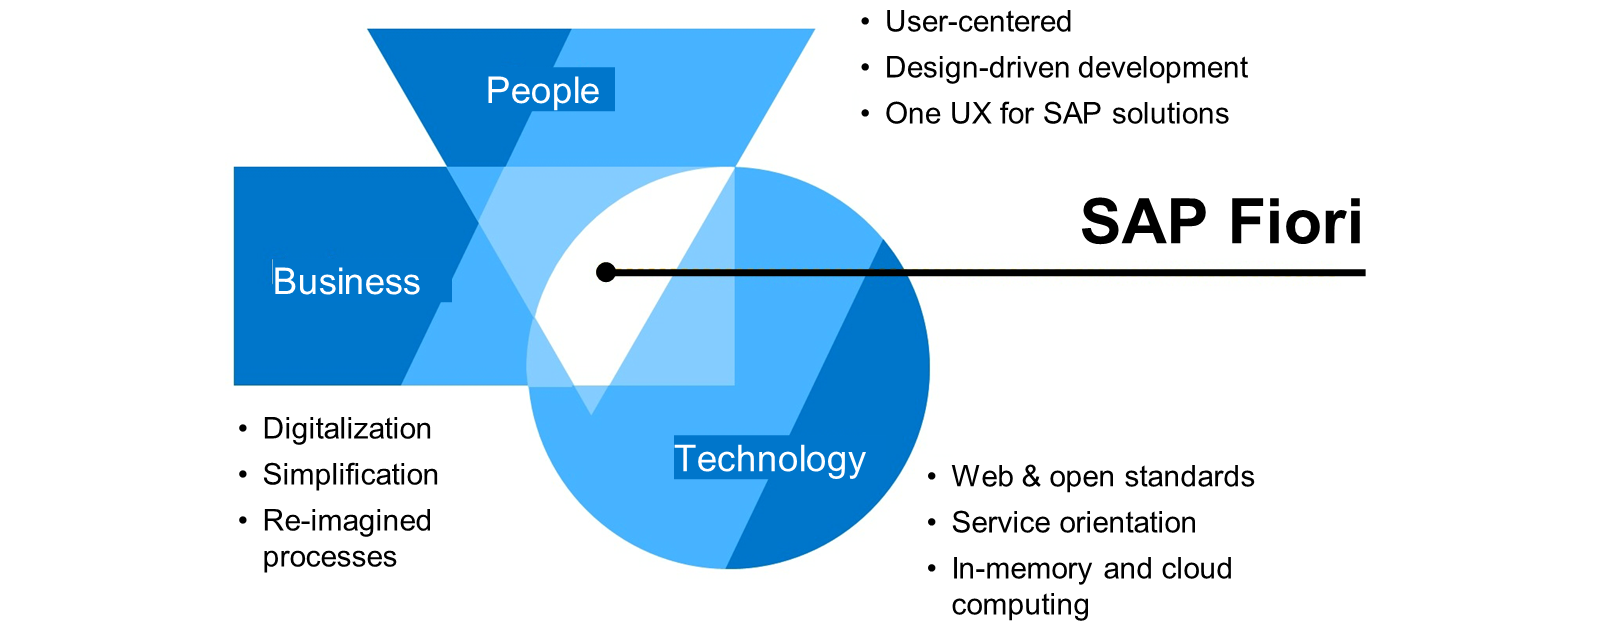 • User-centered
• Design-driven development
• One UX for SAP solutions
People
SAP Fiori
Business
• Digitalization
• Simplification
• Re-imagined
processes
Technology
• Web & open standards
• Service orientation
• In-memory and cloud
computing